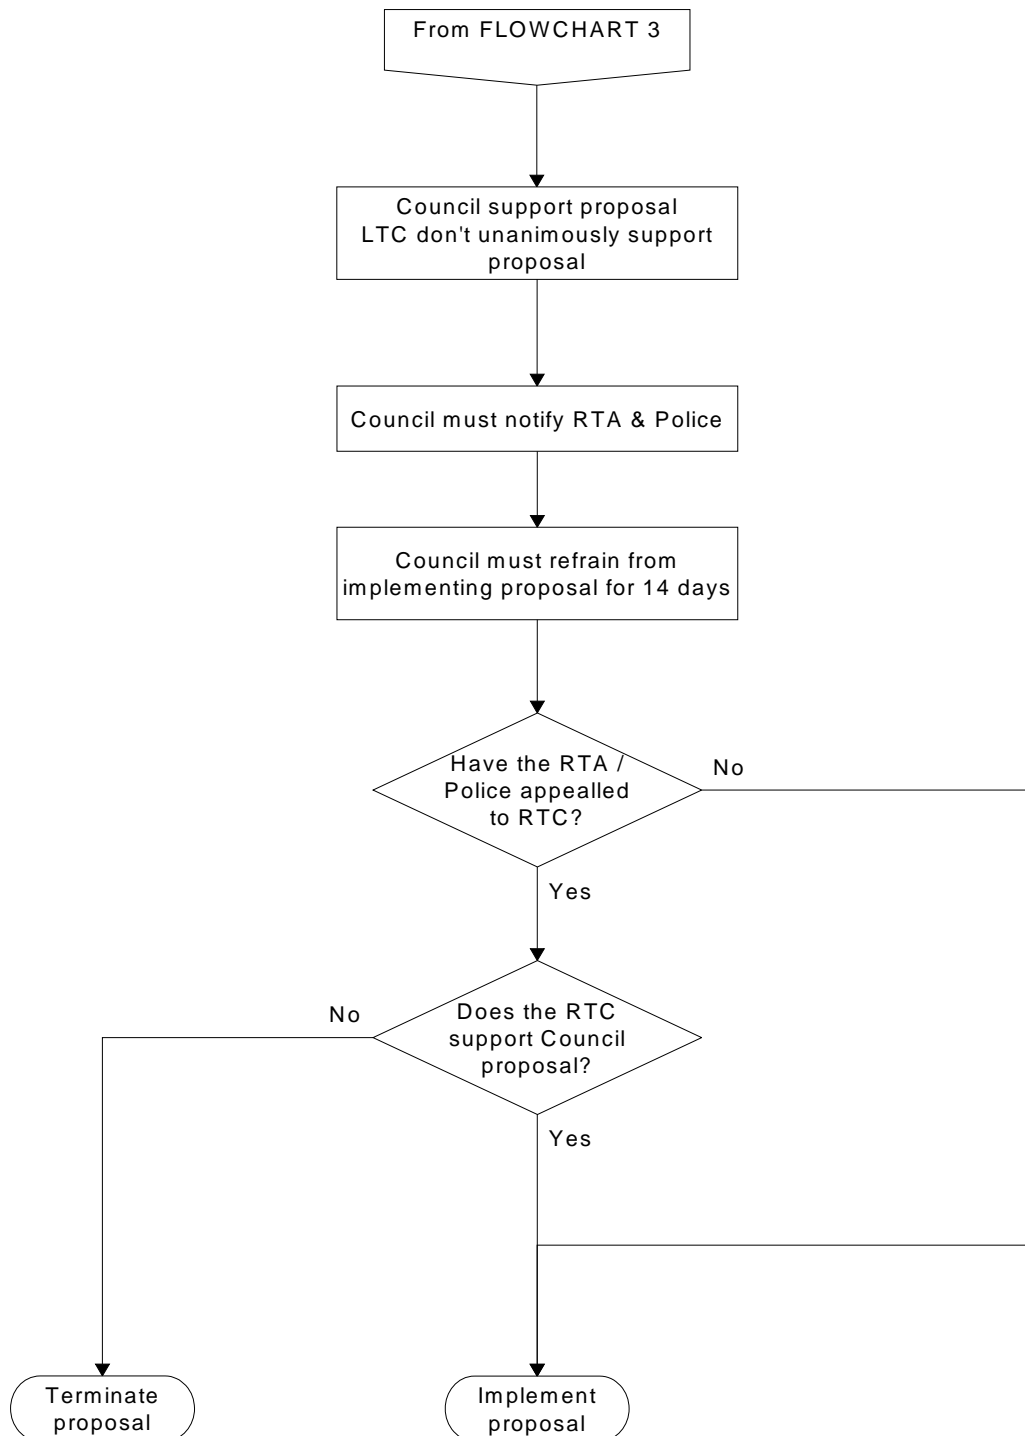 From FLOWCHART 3
Council support proposal
LTC don't unanimously support
proposal
Council must notify RTA & Police
Council must refrain from
implementing proposal for 14 days
Have the RTA /
Police appealled
to RTC?
No
Yes
Does the RTC
support Council
proposal?
No
Yes
Terminate
proposal
Implement
proposal